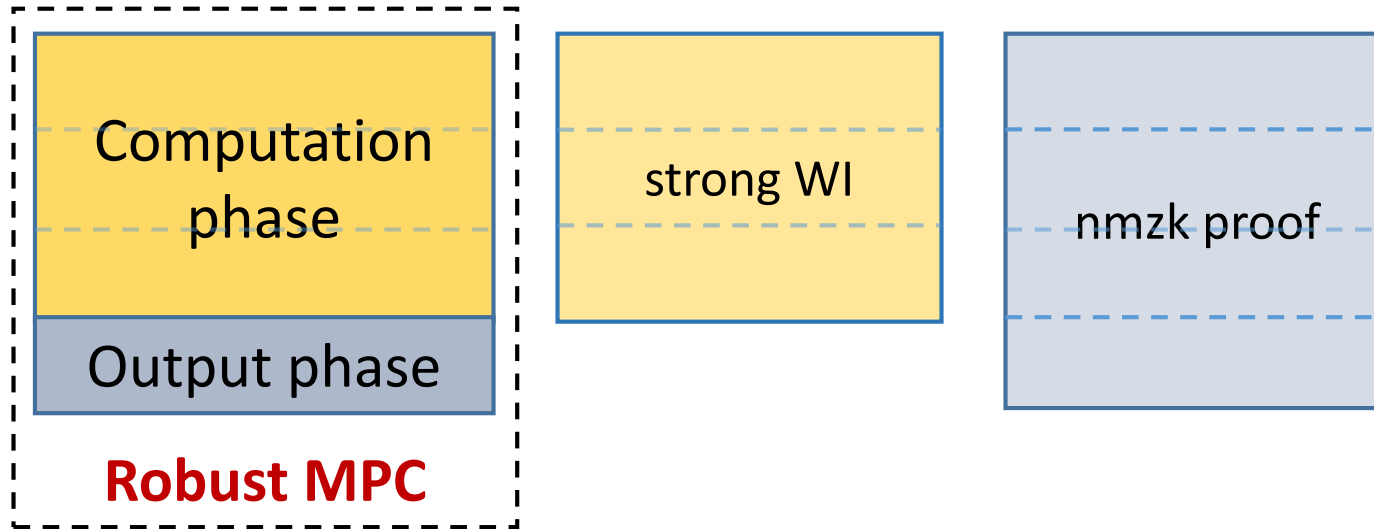 Computation
phase
Output phase
Robust MPC
strong WI
nmzk proof